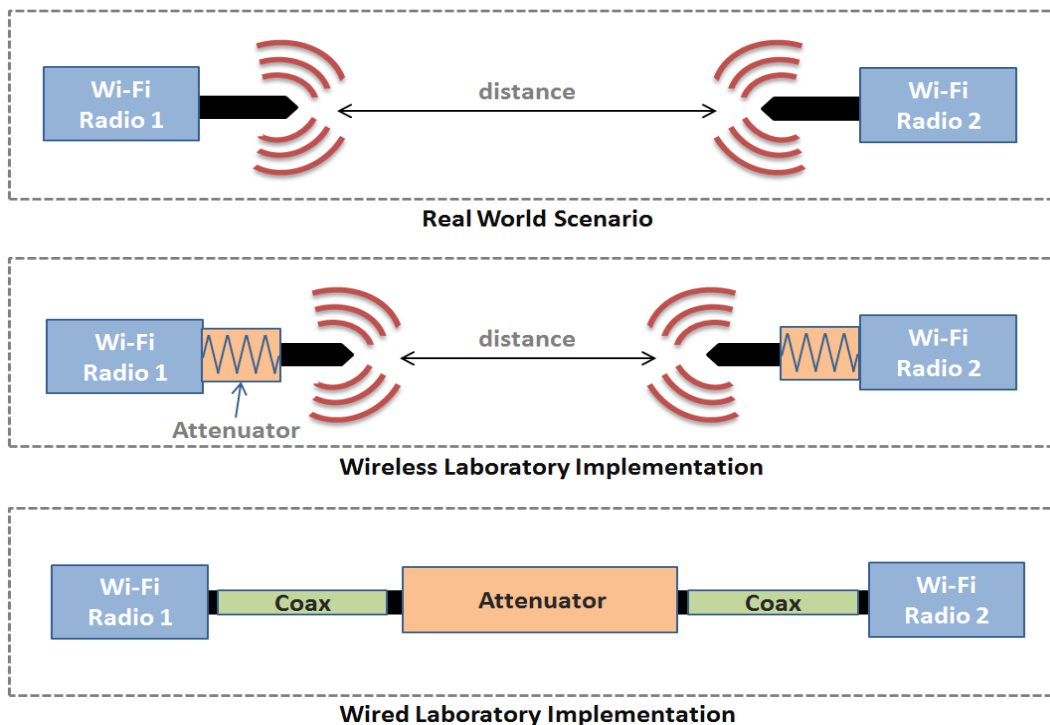 Wi-Fi
Radio 1
distance
Wi-Fi
Radio 2
Real World Scenario
Wi-Fi
Radio 1
Attenuator
distance
Wi-Fi
Radio 2
Wireless Laboratory Implementation
Wi-Fi
Radio 1
Coax
Attenuator
Coax
Wi-Fi
Radio 2
Wired Laboratory Implementation